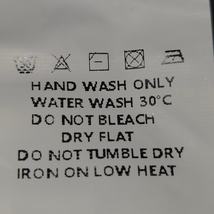 HAND WASH ONLY
WATER WASH 30°C
DO NOT BLEACH
DRY FLAT
DO NOT TUMBLE DRY
IRON ON LOW HEAT